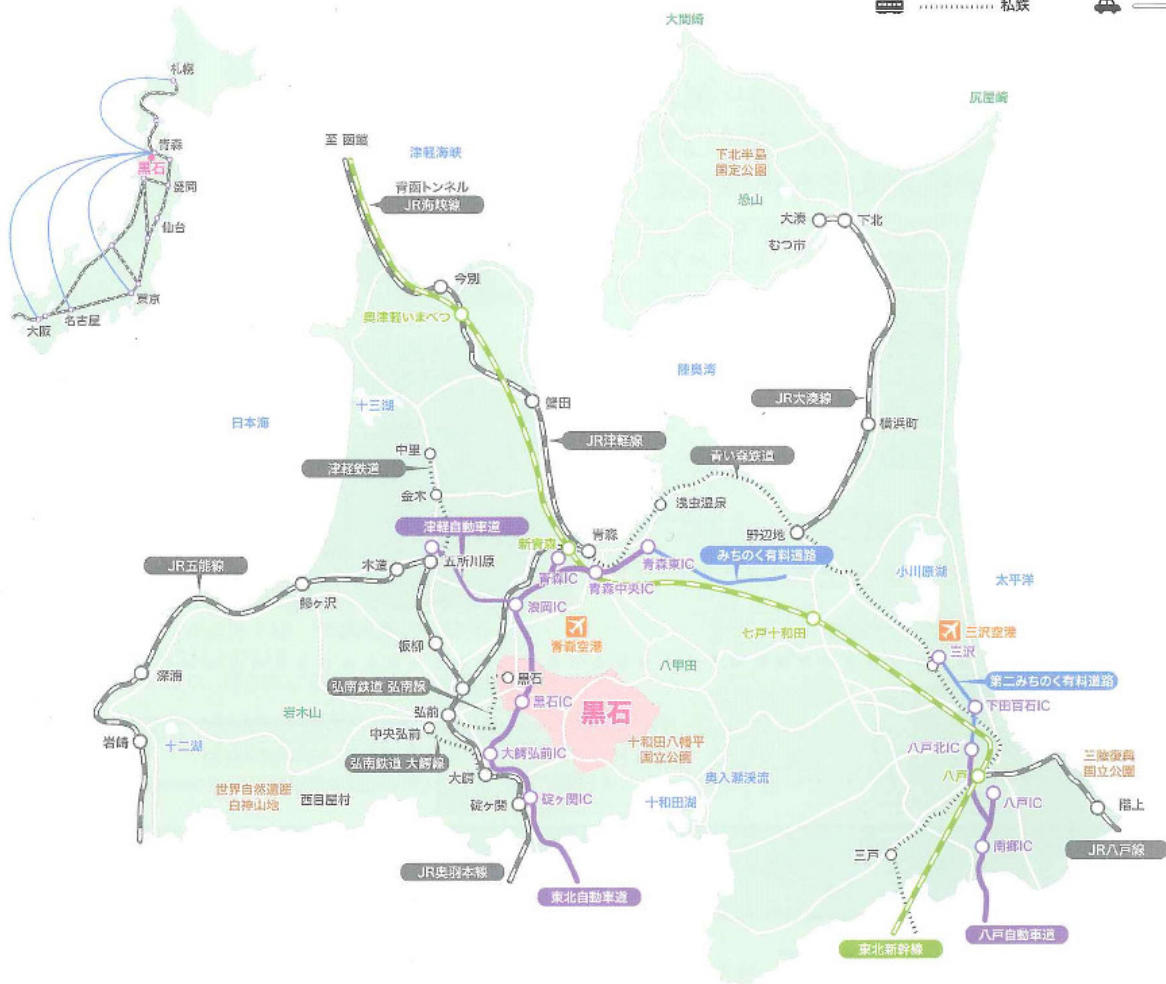 私鉄
大間崎
札幌
尻屋崎
青森
黒石
至 函館
津軽海峡
下北半島
国定公園
盛岡
青函トンネル
JR海峡線
恐山
大湊
下北
仙台
むつ市
今別
東京
奥津軽いまべつ
名古屋
大阪
陸奥湾
JR大湊線
十三湖
蟹田
日本海
横浜町
JR津軽線
中里
青い森鉄道
津軽鉄道
金木
浅虫温泉
津軽自動車道
青森
野辺地
新青森
みちのく有料道路
JR五能線
木造
五所川原
青森IC
青森東IC
小川原湖
太平洋
鰺ヶ沢
青森中央IC
浪岡IC
七戸十和田
三沢空港
板柳
青森空港
三沢
八甲田
深浦
黒石
弘南鉄道 弘南線
第二みちのく有料道路
黒石IC
下田百石IC
岩木山
弘前
黒石
中央弘前
岩崎
十二湖
十和田八幡平
国立公園
八戸北IC
大鰐弘前IC
三陸復興
国立公園
弘南鉄道 大鰐線
大鰐
奥入瀬渓流
八戸
世界自然遺産
白神山地
西目屋村
碇ヶ関IC
十和田湖
八戸IC
碇ヶ関
階上
南郷IC
三戸
JR八戸線
JR奥羽本線
東北自動車道
八戸自動車道
東北新幹線